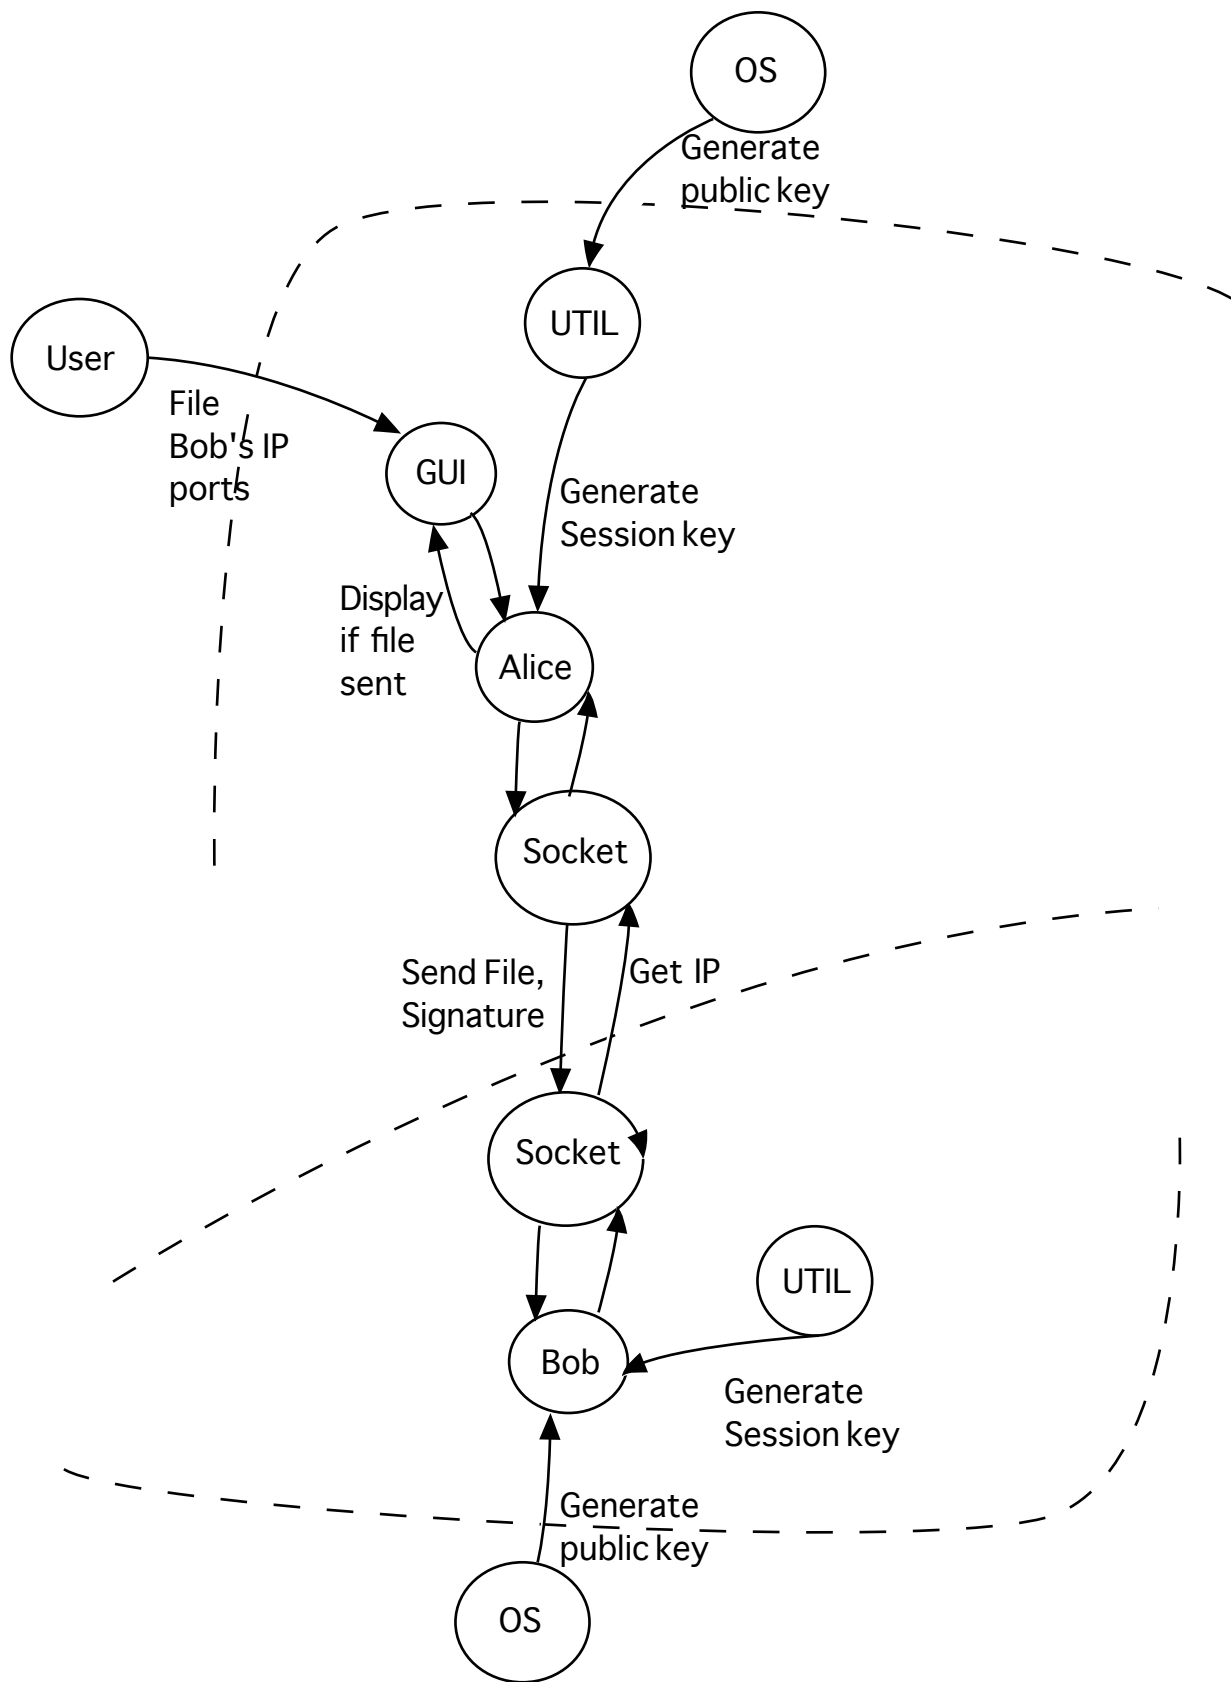 OS
Generate
public key
UTIL
User
File
Bob's IP
ports
GUI
Generate
Session key
Display
if file
sent
Alice
Socket
Send File,
Signature
Get IP
Socket
UTIL
Bob
Generate
Session key
Generate
public key
OS